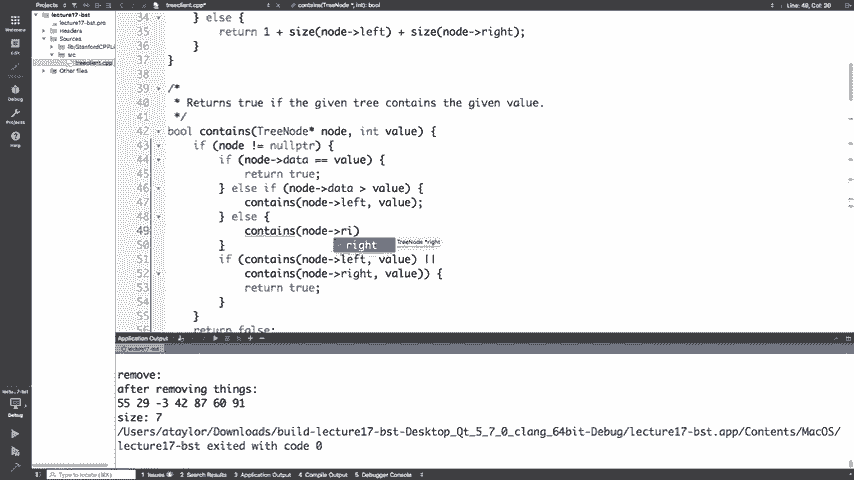 Projects
treeclient.cpp*
contains(TreeNode *, int): bool
Line: 49, Col: 26
Welcome
Edit
Debug
Projects
Help
lecture17-bst
lecture17-bst.pro
Headers
Sources
lib/StanfordCPPLi
src
treeclient.cpp
Other files
34 } else {
35 return 1 + size(node->left) + size(node->right);
36 }
37 }
38
39 /*
40 * Returns true if the given tree contains the given value.
41 */
42 bool contains(TreeNode* node, int value) {
43 if (node != nullptr) {
44 if (node->data == value) {
45 return true;
46 } else if (node->data > value) {
47 contains(node->left, value);
48 } else {
49 contains(node->ri)
right TreeNode *right
50 }
51 if (contains(node->left, value) ||
52 contains(node->right, value)) {
53 return true;
54 }
55 }
return false;
Application Output
remove:
after removing things:
55 29 -3 42 87 60 91
size: 7
/Users/ataylor/Downloads/build-lecture17-bst-Desktop_Qt_5_7_0_clang_64bit-Debug/lecture17-bst.app/Contents/MacOS/
lecture17-bst exited with code 0
Debug
Type to locate (⌘K)
1 Issues
2 Search Results
3 Application Output
4 Compile Output
5 Debugger Console